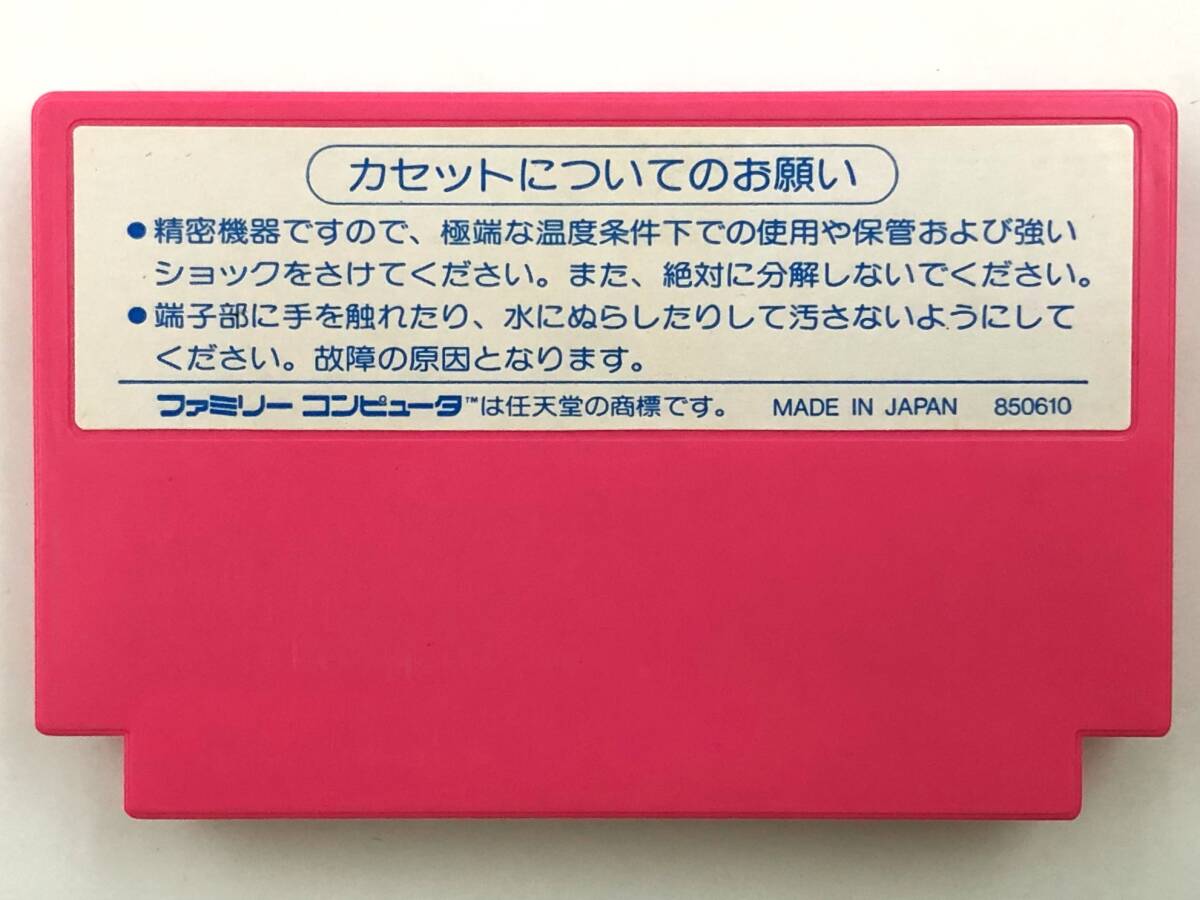 カセットについてのお願い
●精密機器ですので、極端な温度条件下での使用や保管および強い
ショックをさけてください。また、絶対に分解しないでください。
●端子部に手を触れたり、水にぬらしたりして汚さないようにして
ください。故障の原因となります。
ファミリーコンピュータ™は任天堂の商標です。 MADE IN JAPAN 850610